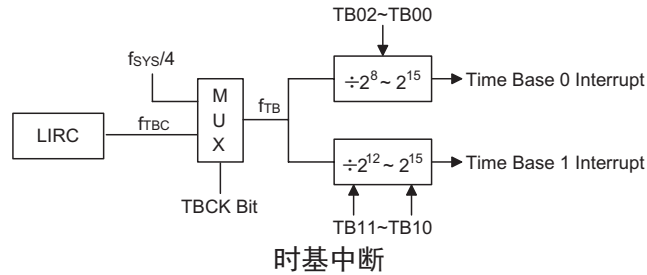 TB02~TB00
fSYS/4
÷2⁸ ~ 2¹⁵
Time Base 0 Interrupt
M
U
X
fTB
LIRC
fTBC
÷2¹² ~ 2¹⁵
Time Base 1 Interrupt
TBCK Bit
TB11~TB10
时基中断